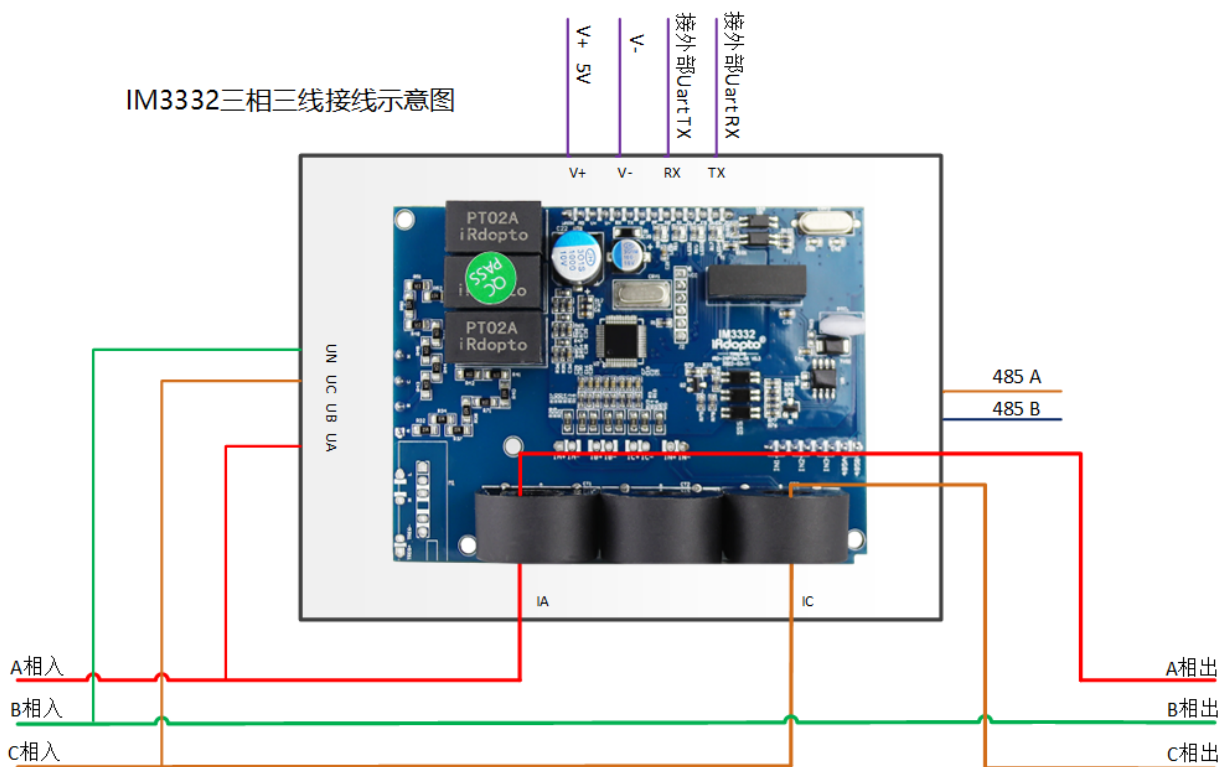 接外部UartTX
接外部UartRX
V+ 5V
V-
IM3332三相三线接线示意图
V+
V-
RX
TX
PT02A
iRdopto
QC
PASS
PT02A
iRdopto
IM3332
iRdopto
UN
UC
UB
UA
485 A
485 B
IA
IC
A相入
A相出
B相入
B相出
C相入
C相出